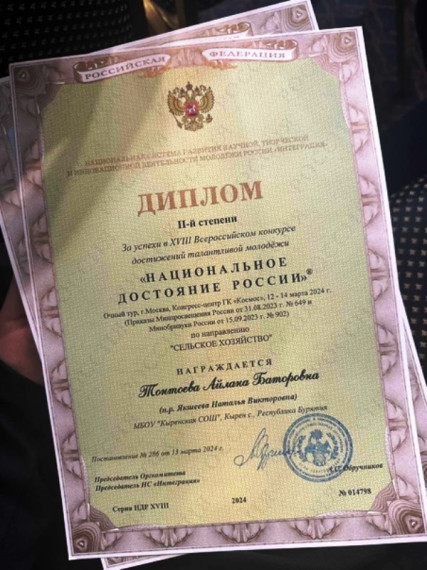 РОССИЙСКАЯ ФЕДЕРАЦИЯ
НАЦИОНАЛЬНАЯ СИСТЕМА РАЗВИТИЯ НАУЧНОЙ, ТВОРЧЕСКОЙ
И ИННОВАЦИОННОЙ ДЕЯТЕЛЬНОСТИ МОЛОДЁЖИ РОССИИ «ИНТЕГРАЦИЯ»
ДИПЛОМ
II-й степени
За успехи в XVIII Всероссийском конкурсе
достижений талантливой молодёжи
«НАЦИОНАЛЬНОЕ
ДОСТОЯНИЕ РОССИИ»®
Очный тур, г.Москва, Конгресс-центр ГК «Космос», 12 - 14 марта 2024 г.
(Приказы Минпросвещения России от 31.08.2023 г. № 649 и
Минобрнауки России от 15.09.2023 г. № 902)
по направлению
"СЕЛЬСКОЕ ХОЗЯЙСТВО"
НАГРАЖДАЕТСЯ
Тонтоева Айлана Баторовна
(н.р. Якшеева Наталья Викторовна)
МБОУ "Киренская СОШ", Кырен с., Республика Бурятия
Постановление № 286 от 13 марта 2024 г.
Председатель Оргкомитета
Председатель НС «Интеграция»
А.С. Обручников
Серия НДР XVIII
2024
№ 014798